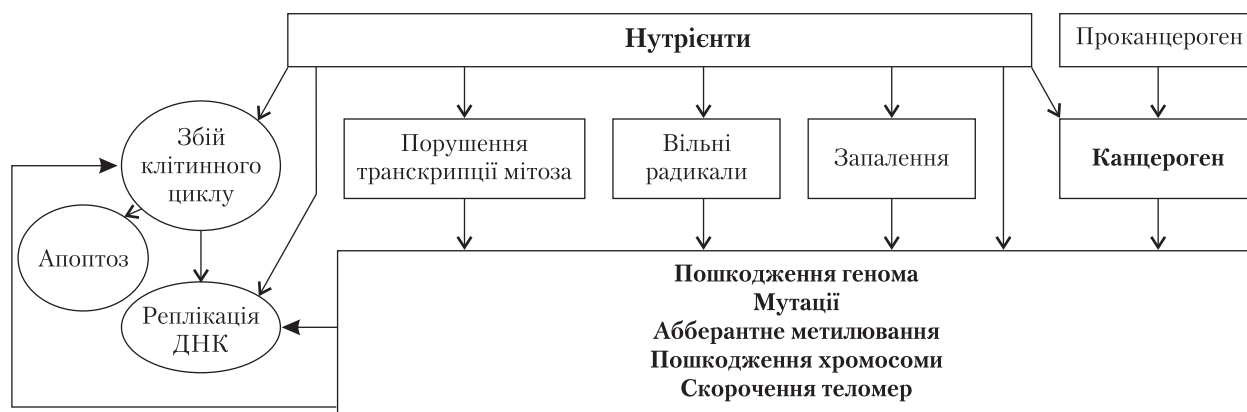 Нутрієнти
Проканцероген
Збій
клітинного
циклу
Порушення
транскрипції мітоза
Вільні
радикали
Запалення
Канцероген
Апоптоз
Реплікація
ДНК
Пошкодження генома
Мутації
Абберантне метилювання
Пошкодження хромосоми
Скорочення теломер